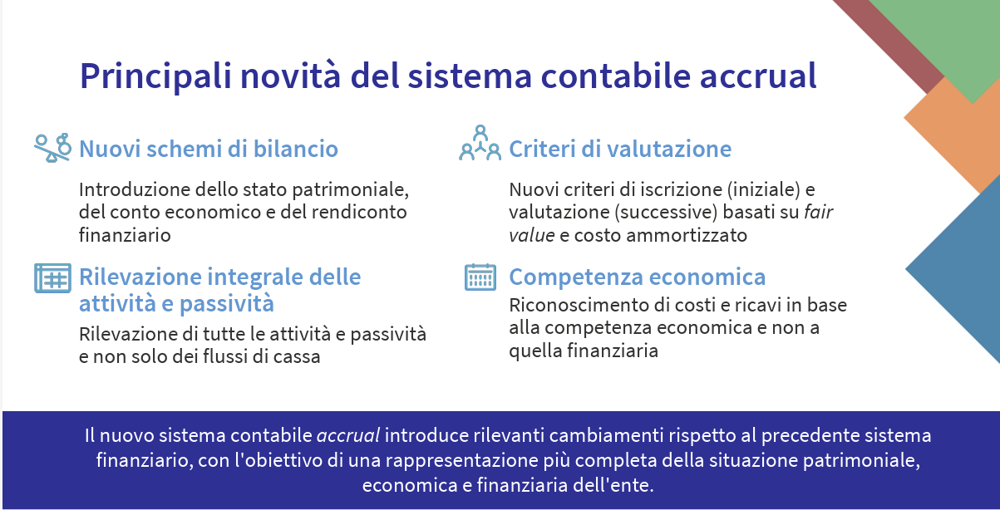 Principali novità del sistema contabile accrual
Nuovi schemi di bilancio
Introduzione dello stato patrimoniale,
del conto economico e del rendiconto
finanziario
Criteri di valutazione
Nuovi criteri di iscrizione (iniziale) e
valutazione (successive) basati su fair
value e costo ammortizzato
Rilevazione integrale delle
attività e passività
Rilevazione di tutte le attività e passività
e non solo dei flussi di cassa
Competenza economica
Riconoscimento di costi e ricavi in base
alla competenza economica e non a
quella finanziaria
Il nuovo sistema contabile accrual introduce rilevanti cambiamenti rispetto al precedente sistema
finanziario, con l'obiettivo di una rappresentazione più completa della situazione patrimoniale,
economica e finanziaria dell'ente.